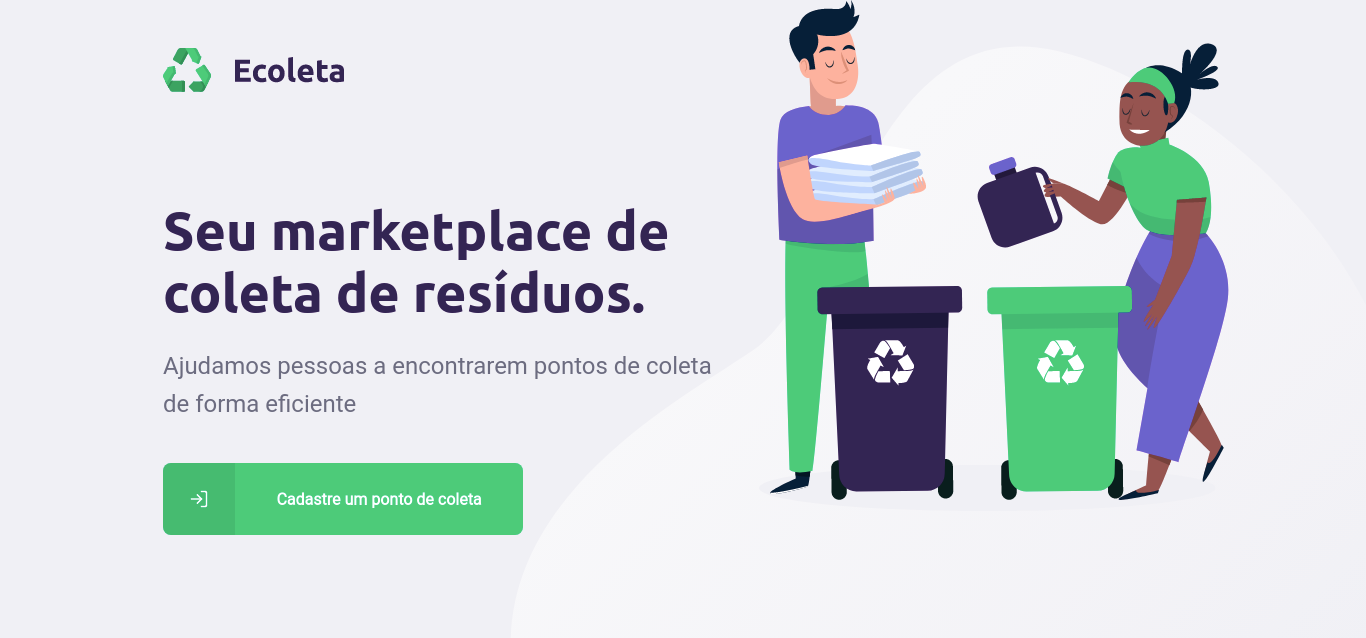 Ecoleta
Seu marketplace de
coleta de resíduos.
Ajudamos pessoas a encontrarem pontos de coleta
de forma eficiente
Cadastre um ponto de coleta